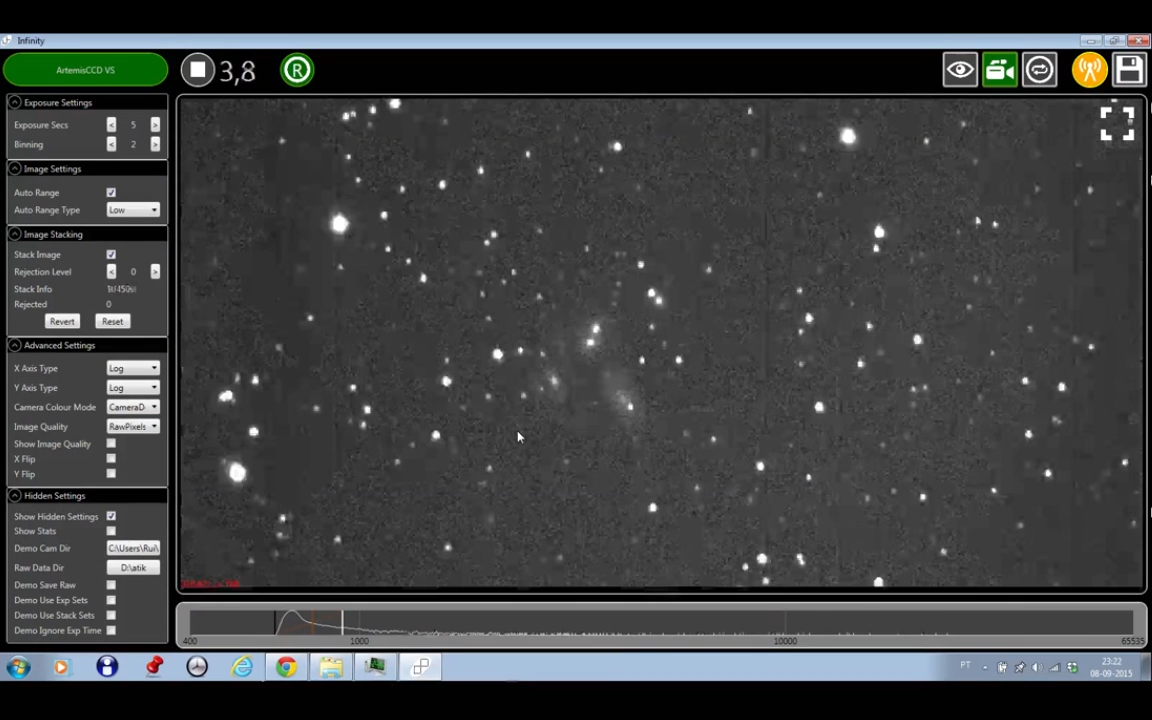 Infinity
ArtemisCCD VS
3,8
R
Exposure Settings
Exposure Secs < 5 >
Binning < 2 >
Image Settings
Auto Range
Auto Range Type Low
Image Stacking
Stack Image
Rejection Level < 0 >
Stack Info
Rejected 0
Revert Reset
Advanced Settings
X Axis Type Log
Y Axis Type Log
Camera Colour Mode CameraD
Image Quality RawPixels
Show Image Quality
X Flip
Y Flip
Hidden Settings
Show Hidden Settings
Show Stats
Demo Cam Dir C:\Users\Rui\
Raw Data Dir D:\atik
Demo Save Raw
Demo Use Exp Sets
Demo Use Stack Sets
Demo Ignore Exp Time
400 1000 10000 65535
PT 23:22
08-09-2015